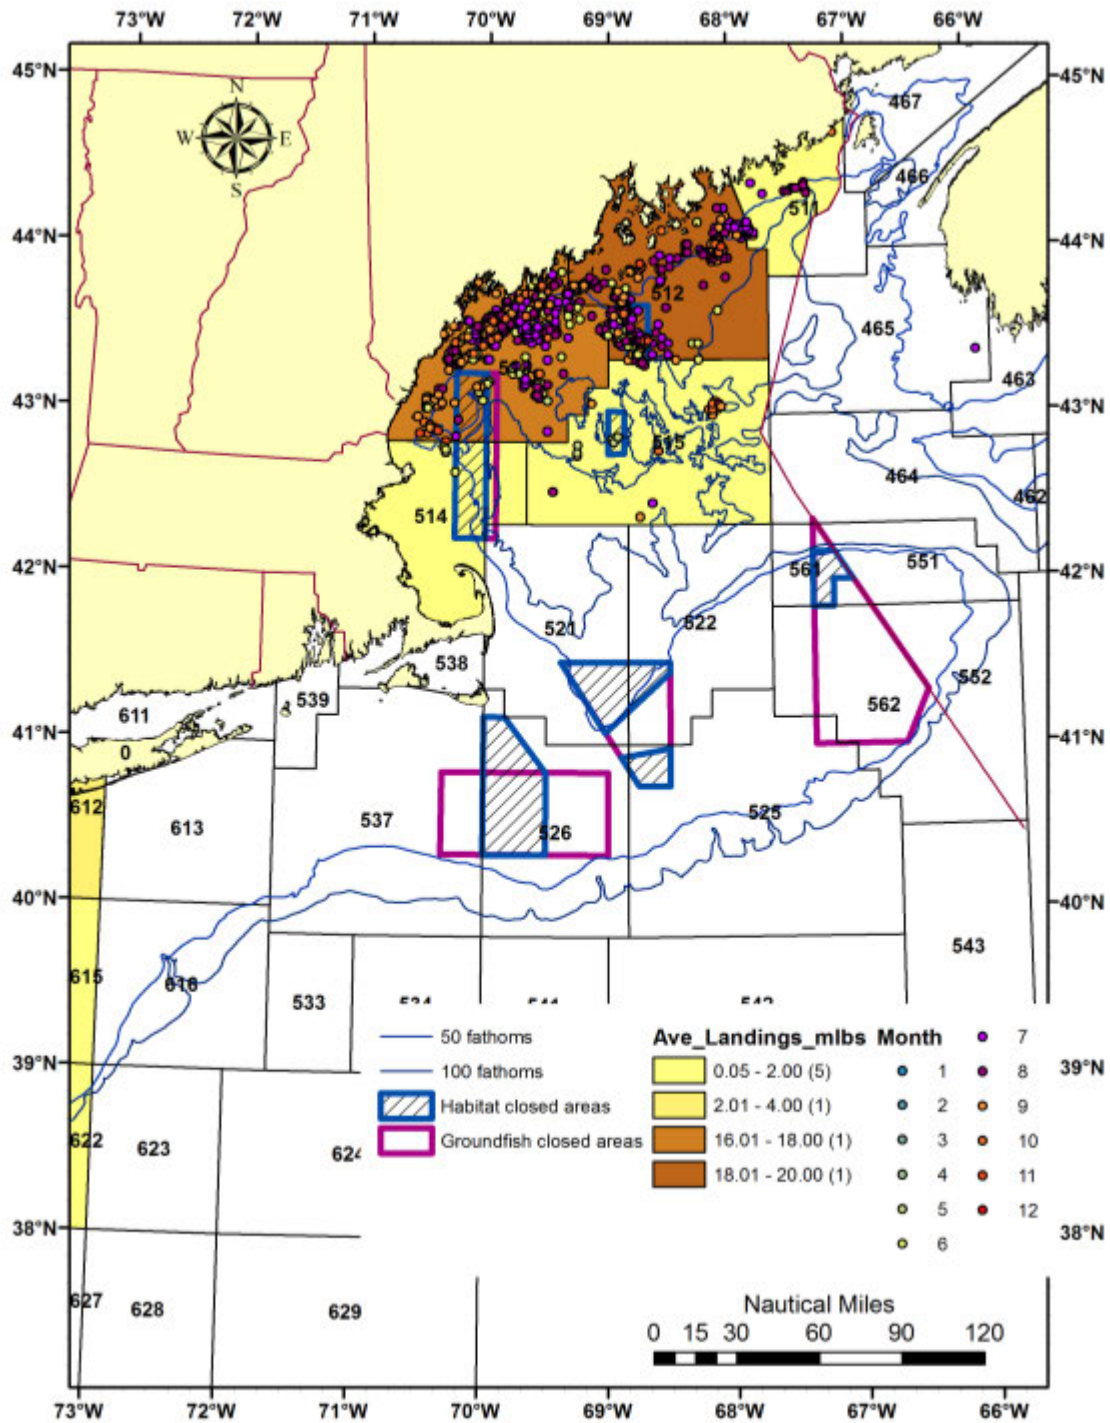 73°W 72°W 71°W 70°W 69°W 68°W 67°W 66°W
45°N 45°N
N
W E
S
467
466
511
44°N 44°N
512
465
463
43°N 43°N
515
464
462
514
42°N 42°N
561 551
521 522
538
552
539
562
611
41°N 41°N
0
612
613 537 526 525
40°N 40°N
543
615 616 533
50 fathoms
100 fathoms
Habitat closed areas
Groundfish closed areas
Ave_Landings_mlbs
0.05 - 2.00 (5)
2.01 - 4.00 (1)
16.01 - 18.00 (1)
18.01 - 20.00 (1)
Month
1
2
3
4
5
6
7
8
9
10
11
12
39°N 39°N
622 623 624
38°N 38°N
627 628 629
Nautical Miles
0 15 30 60 90 120
73°W 72°W 71°W 70°W 69°W 68°W 67°W 66°W